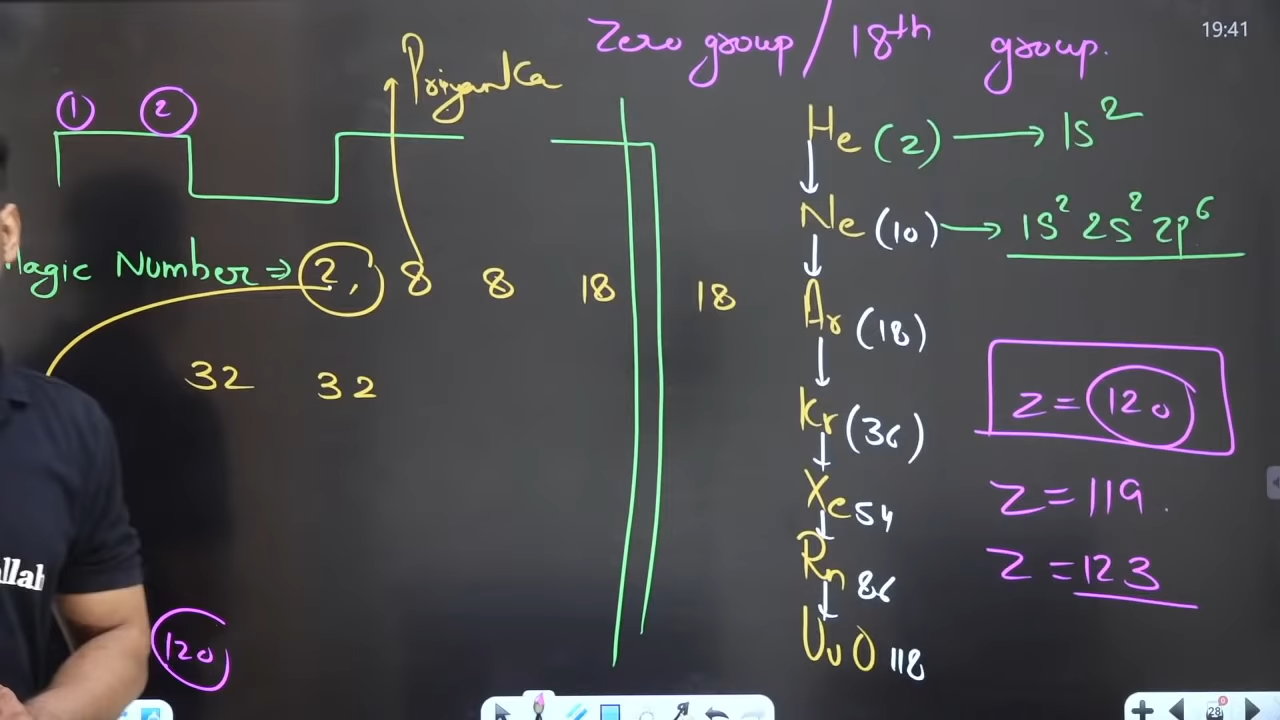 19:41
Zero group / 18th group.
Priyanka
1 2
He (2) → 1s²
Ne (10) → 1s² 2s² 2p⁶
Magic Number ⇒ 2, 8 8 18 18
Ar (18)
32 32
Kr (36)
z = 120
Xe 54
z = 119
Rn 86
z = 123
llah
120
UuO 118
28